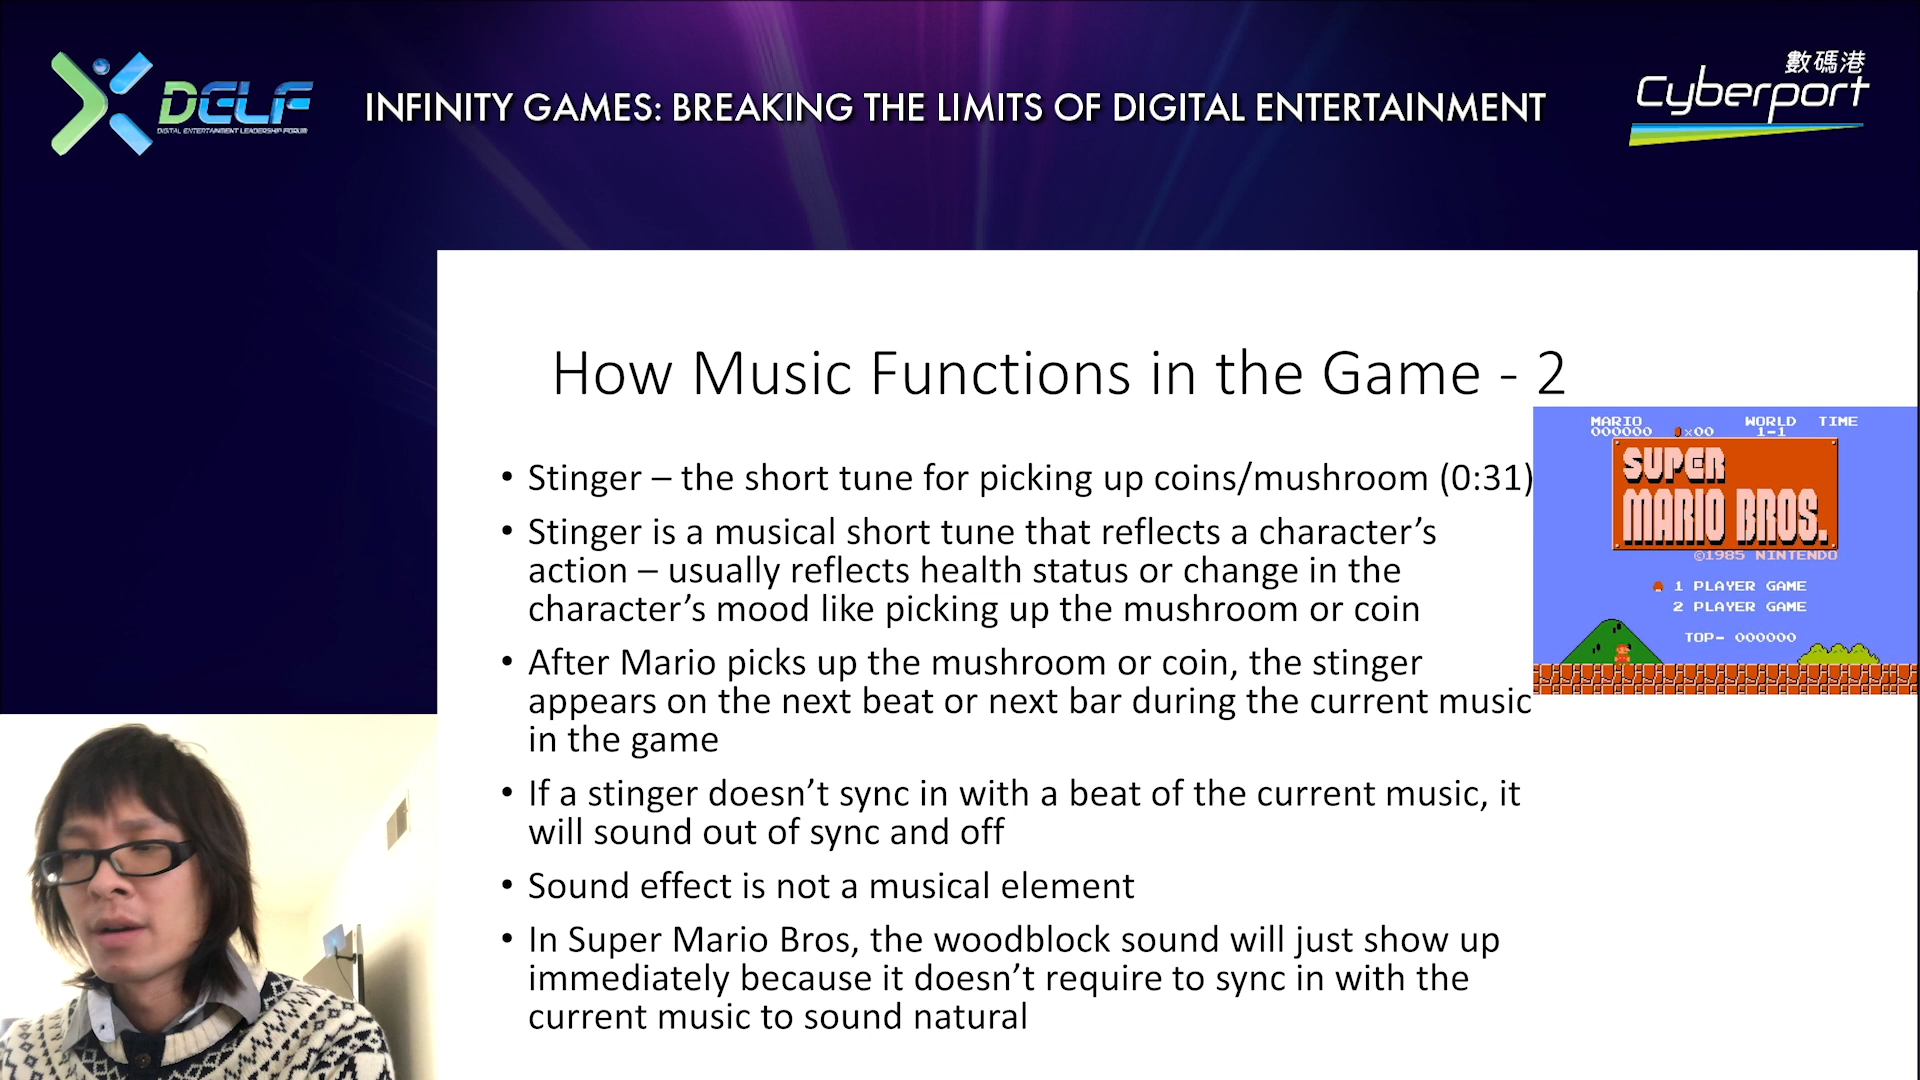 DELF
DIGITAL ENTERTAINMENT LEADERSHIP FORUM
INFINITY GAMES: BREAKING THE LIMITS OF DIGITAL ENTERTAINMENT
數碼港
Cyberport
How Music Functions in the Game - 2
• Stinger – the short tune for picking up coins/mushroom (0:31)
• Stinger is a musical short tune that reflects a character’s
action – usually reflects health status or change in the
character’s mood like picking up the mushroom or coin
• After Mario picks up the mushroom or coin, the stinger
appears on the next beat or next bar during the current music
in the game
• If a stinger doesn’t sync in with a beat of the current music, it
will sound out of sync and off
• Sound effect is not a musical element
• In Super Mario Bros, the woodblock sound will just show up
immediately because it doesn’t require to sync in with the
current music to sound natural
MARIO WORLD TIME
000000 ×00 1-1
SUPER
MARIO BROS.
©1985 NINTENDO
1 PLAYER GAME
2 PLAYER GAME
TOP- 000000